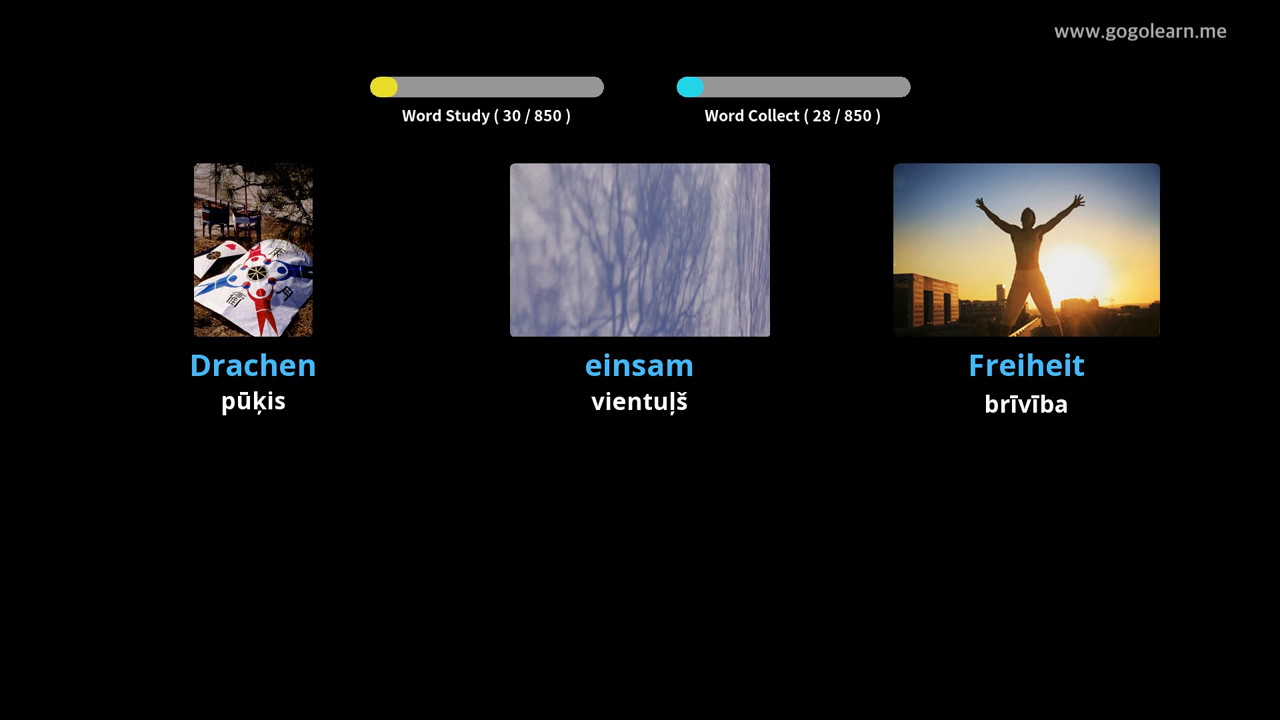 www.gogolearn.me
Word Study ( 30 / 850 )
Word Collect ( 28 / 850 )
Drachen
pūķis
einsam
vientuļš
Freiheit
brīvība